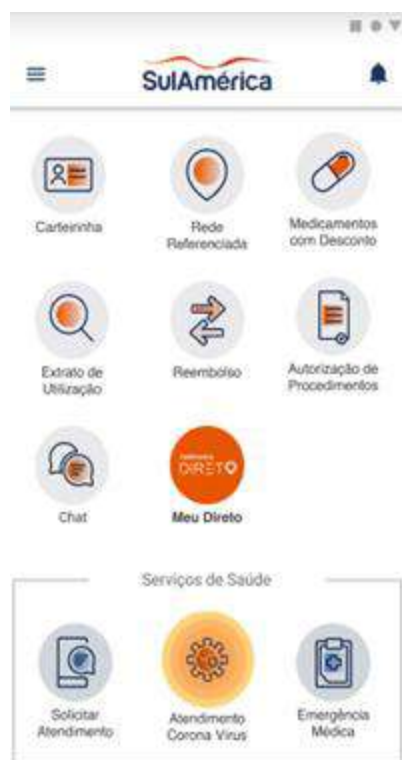 SulAmérica
Carteirinha
Rede
Referenciada
Medicamentos
com Desconto
Extrato de
Utilização
Reembolso
Autorização de
Procedimentos
Chat
DIRETO
Meu Direto
Serviços de Saúde
Solicitar
Atendimento
Atendimento
Corona Virus
Emergência
Médica